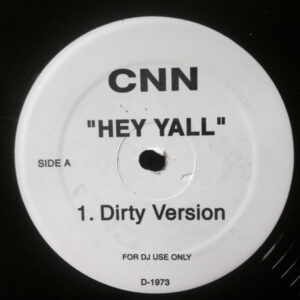 CNN
"HEY YALL"
SIDE A
1. Dirty Version
FOR DJ USE ONLY
D-1973